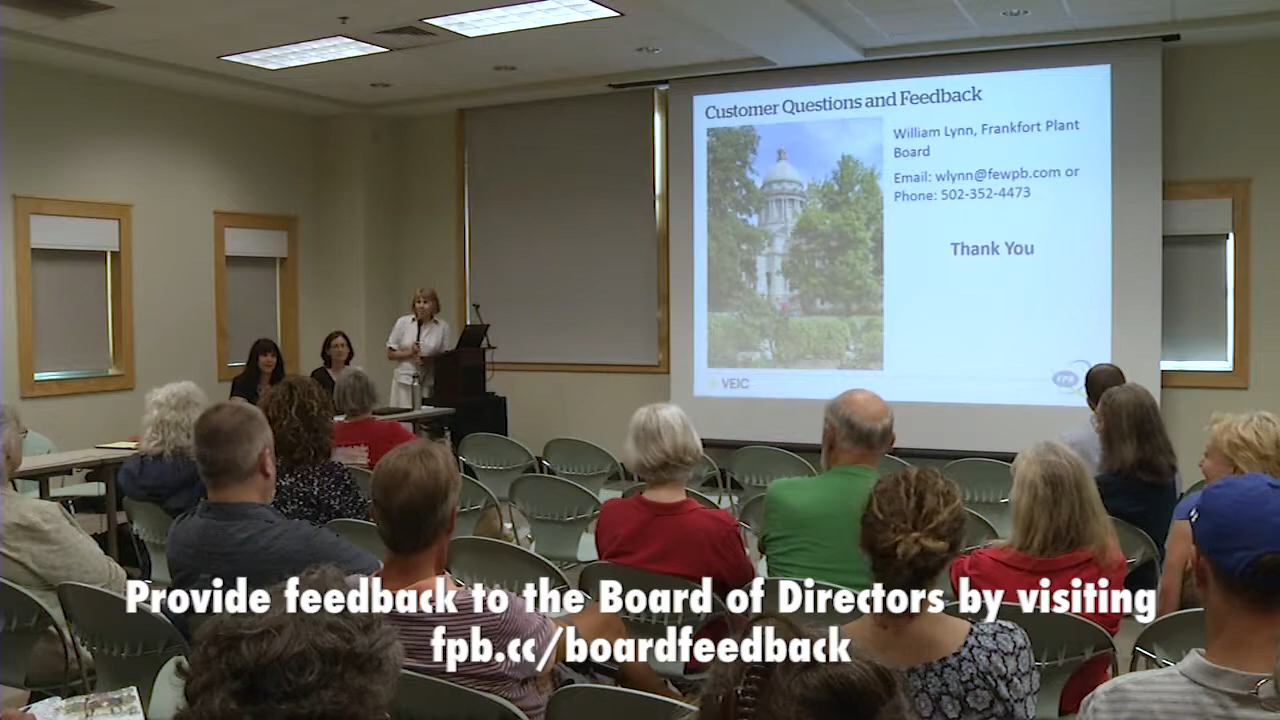 Customer Questions and Feedback
William Lynn, Frankfort Plant
Board
Email: wlynn@fewpb.com or
Phone: 502-352-4473
Thank You
VEIC
FPB
Provide feedback to the Board of Directors by visiting
fpb.cc/boardfeedback